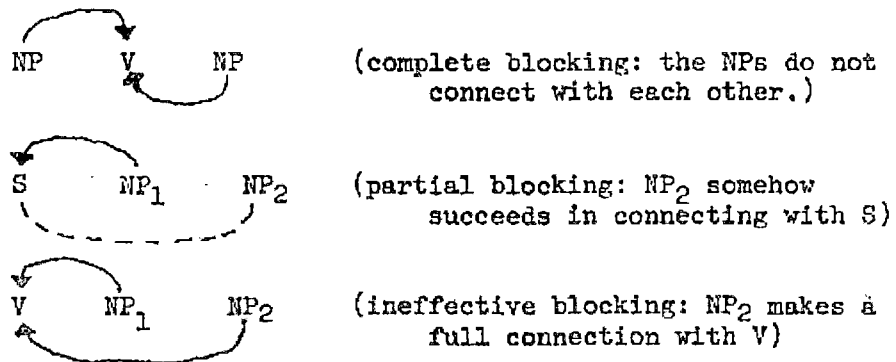 NP V NP (complete blocking: the NPs do not
connect with each other.)
S NP1 NP2 (partial blocking: NP2 somehow
succeeds in connecting with S)
V NP1 NP2 (ineffective blocking: NP2 makes a
full connection with V)